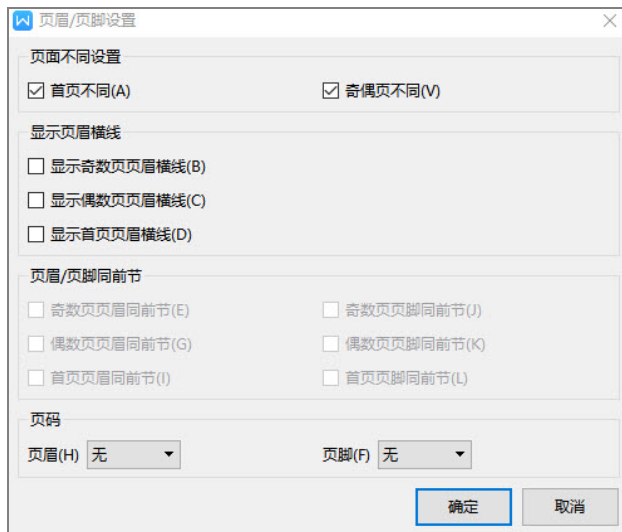 页眉/页脚设置
页面不同设置
首页不同(A) 奇偶页不同(V)
显示页眉横线
显示奇数页页眉横线(B)
显示偶数页页眉横线(C)
显示首页页眉横线(D)
页眉/页脚同前节
奇数页页眉同前节(E) 奇数页页脚同前节(J)
偶数页页眉同前节(G) 偶数页页脚同前节(K)
首页页眉同前节(I) 首页页脚同前节(L)
页码
页眉(H) 无 页脚(F) 无
确定 取消